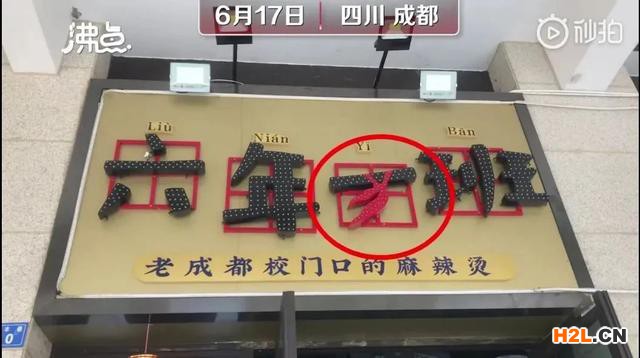 沸点
6月17日 | 四川 成都
秒拍
Liù Nián Yì Bán
六年一班
老成都校门口的麻辣烫
H2L.CN